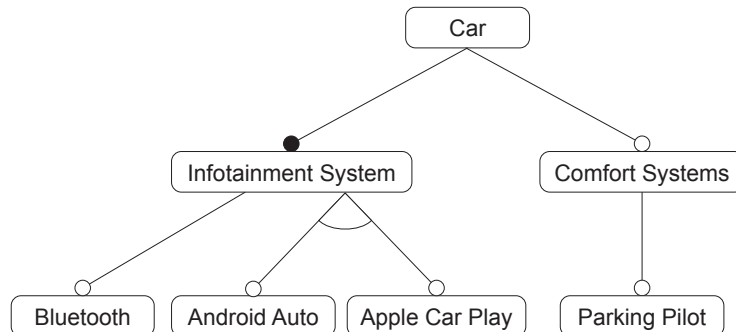 Car
Infotainment System
Comfort Systems
Bluetooth
Android Auto
Apple Car Play
Parking Pilot